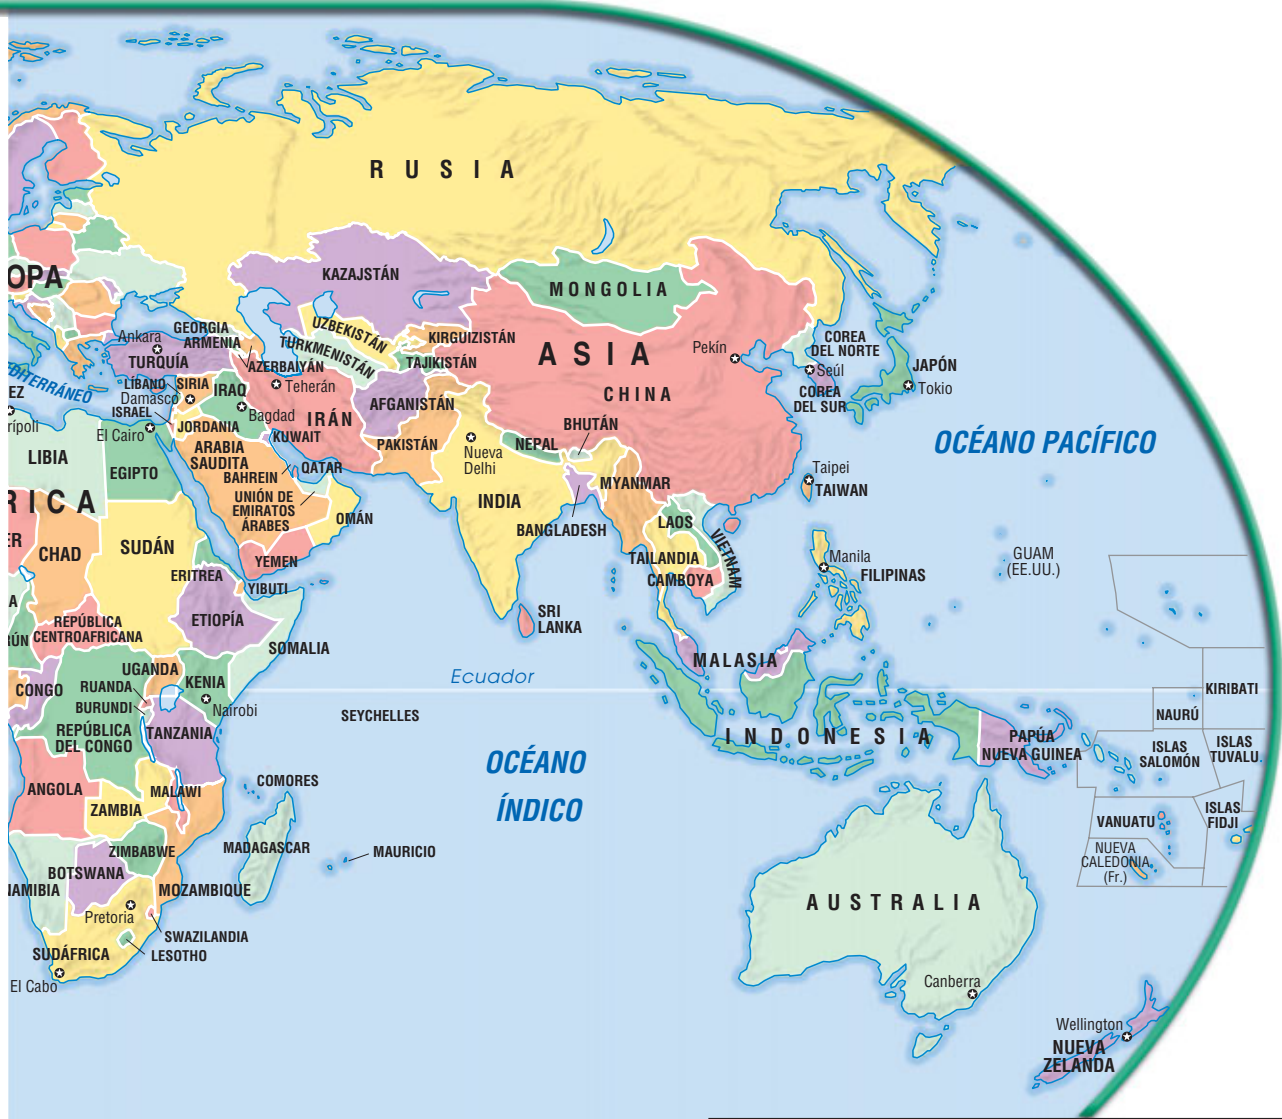 RUSIA
OPA
KAZAJSTÁN
MONGOLIA
GEORGIA
ARMENIA
Ankara
TURQUÍA
UZBEKISTÁN
TURKMENISTÁN
KIRGUIZISTÁN
TAJIKISTÁN
AZERBAIYÁN
ASIA
CHINA
Pekín
COREA
DEL NORTE
Seúl
COREA
DEL SUR
JAPÓN
Tokio
DITERRÁNEO
LÍBANO
SIRIA
Damasco
ISRAEL
IRAQ
Bagdad
Teherán
IRÁN
AFGANISTÁN
PAKISTÁN
JORDANIA
KUWAIT
EZ
rípoli
El Cairo
LIBIA
EGIPTO
ARABIA
SAUDITA
BAHREIN
QATAR
UNIÓN DE
EMIRATOS
ÁRABES
OMÁN
YEMEN
Nueva
Delhi
NEPAL
BHUTÁN
INDIA
BANGLADESH
MYANMAR
LAOS
VIETNAM
TAILANDIA
CAMBOYA
Taipei
TAIWAN
OCÉANO PACÍFICO
Manila
FILIPINAS
GUAM
(EE.UU.)
RICA
ER
CHAD
SUDÁN
ERITREA
YIBUTI
ETIOPÍA
SOMALIA
A
REPÚBLICA
CENTROAFRICANA
RÚN
SRI
LANKA
UGANDA
CONGO
RUANDA
BURUNDI
KENIA
Nairobi
REPÚBLICA
DEL CONGO
TANZANIA
Ecuador
SEYCHELLES
MALASIA
INDONESIA
PAPÚA
NUEVA GUINEA
KIRIBATI
NAURÚ
ISLAS
SALOMÓN
ISLAS
TUVALU
OCÉANO
ÍNDICO
ANGOLA
ZAMBIA
MALAWI
COMORES
ZIMBABWE
MADAGASCAR
MAURICIO
BOTSWANA
NAMIBIA
MOZAMBIQUE
VANUATU
ISLAS
FIDJI
NUEVA
CALEDONIA
(Fr.)
AUSTRALIA
Pretoria
SWAZILANDIA
LESOTHO
SUDÁFRICA
El Cabo
Canberra
Wellington
NUEVA
ZELANDA